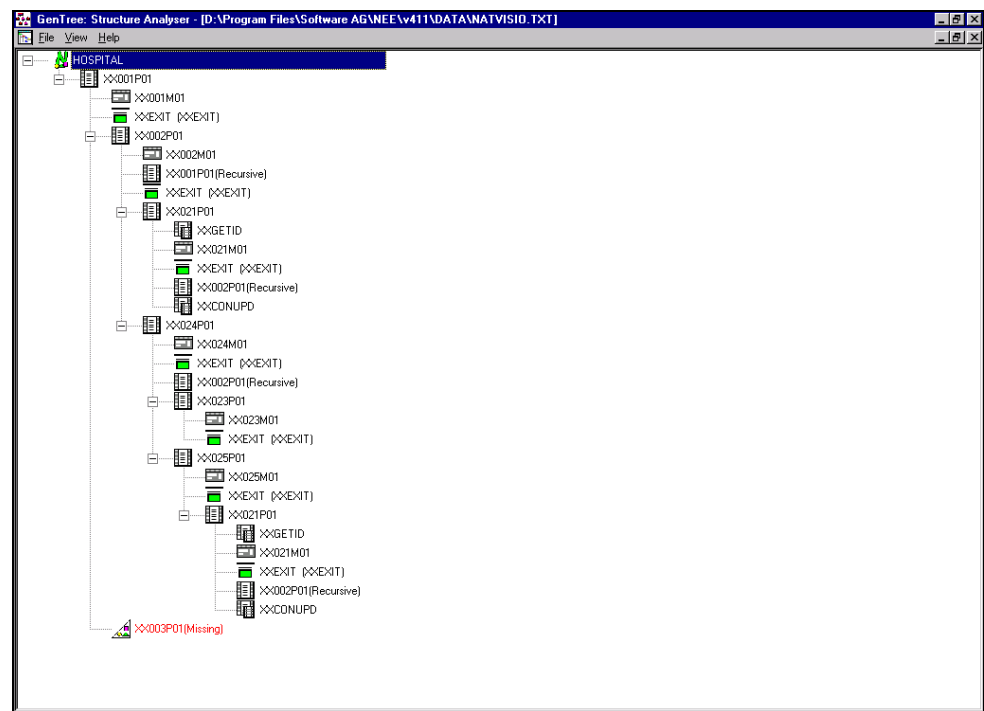 GenTree: Structure Analyser - [D:\Program Files\Software AG\NEE\v411\DATA\NATVISIO.TXT]
File View Help
HOSPITAL
XX001P01
XX001M01
XXEXIT (XXEXIT)
XX002P01
XX002M01
XX001P01(Recursive)
XXEXIT (XXEXIT)
XX021P01
XXGETID
XX021M01
XXEXIT (XXEXIT)
XX002P01(Recursive)
XXCONUPD
XX024P01
XX024M01
XXEXIT (XXEXIT)
XX002P01(Recursive)
XX023P01
XX023M01
XXEXIT (XXEXIT)
XX025P01
XX025M01
XXEXIT (XXEXIT)
XX021P01
XXGETID
XX021M01
XXEXIT (XXEXIT)
XX002P01(Recursive)
XXCONUPD
XX003P01(Missing)